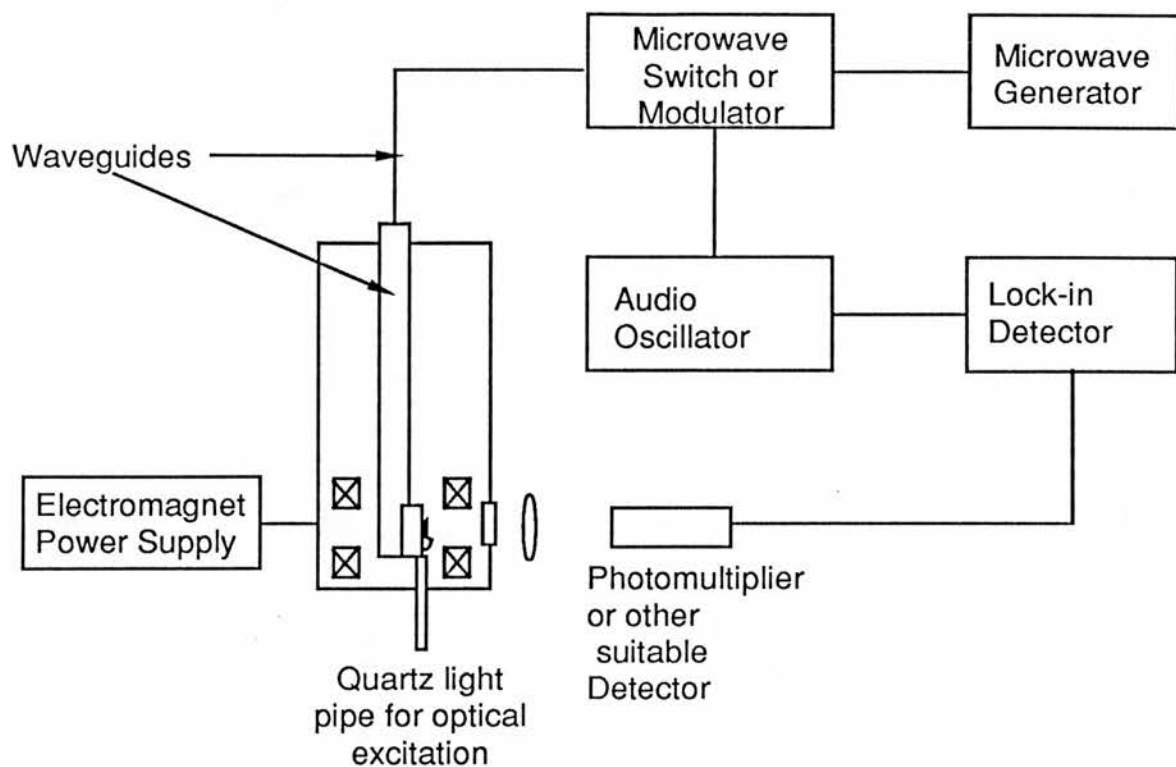 Microwave
Switch or
Modulator
Microwave
Generator
Waveguides
Audio
Oscillator
Lock-in
Detector
Electromagnet
Power Supply
Photomultiplier
or other
suitable
Detector
Quartz light
pipe for optical
excitation